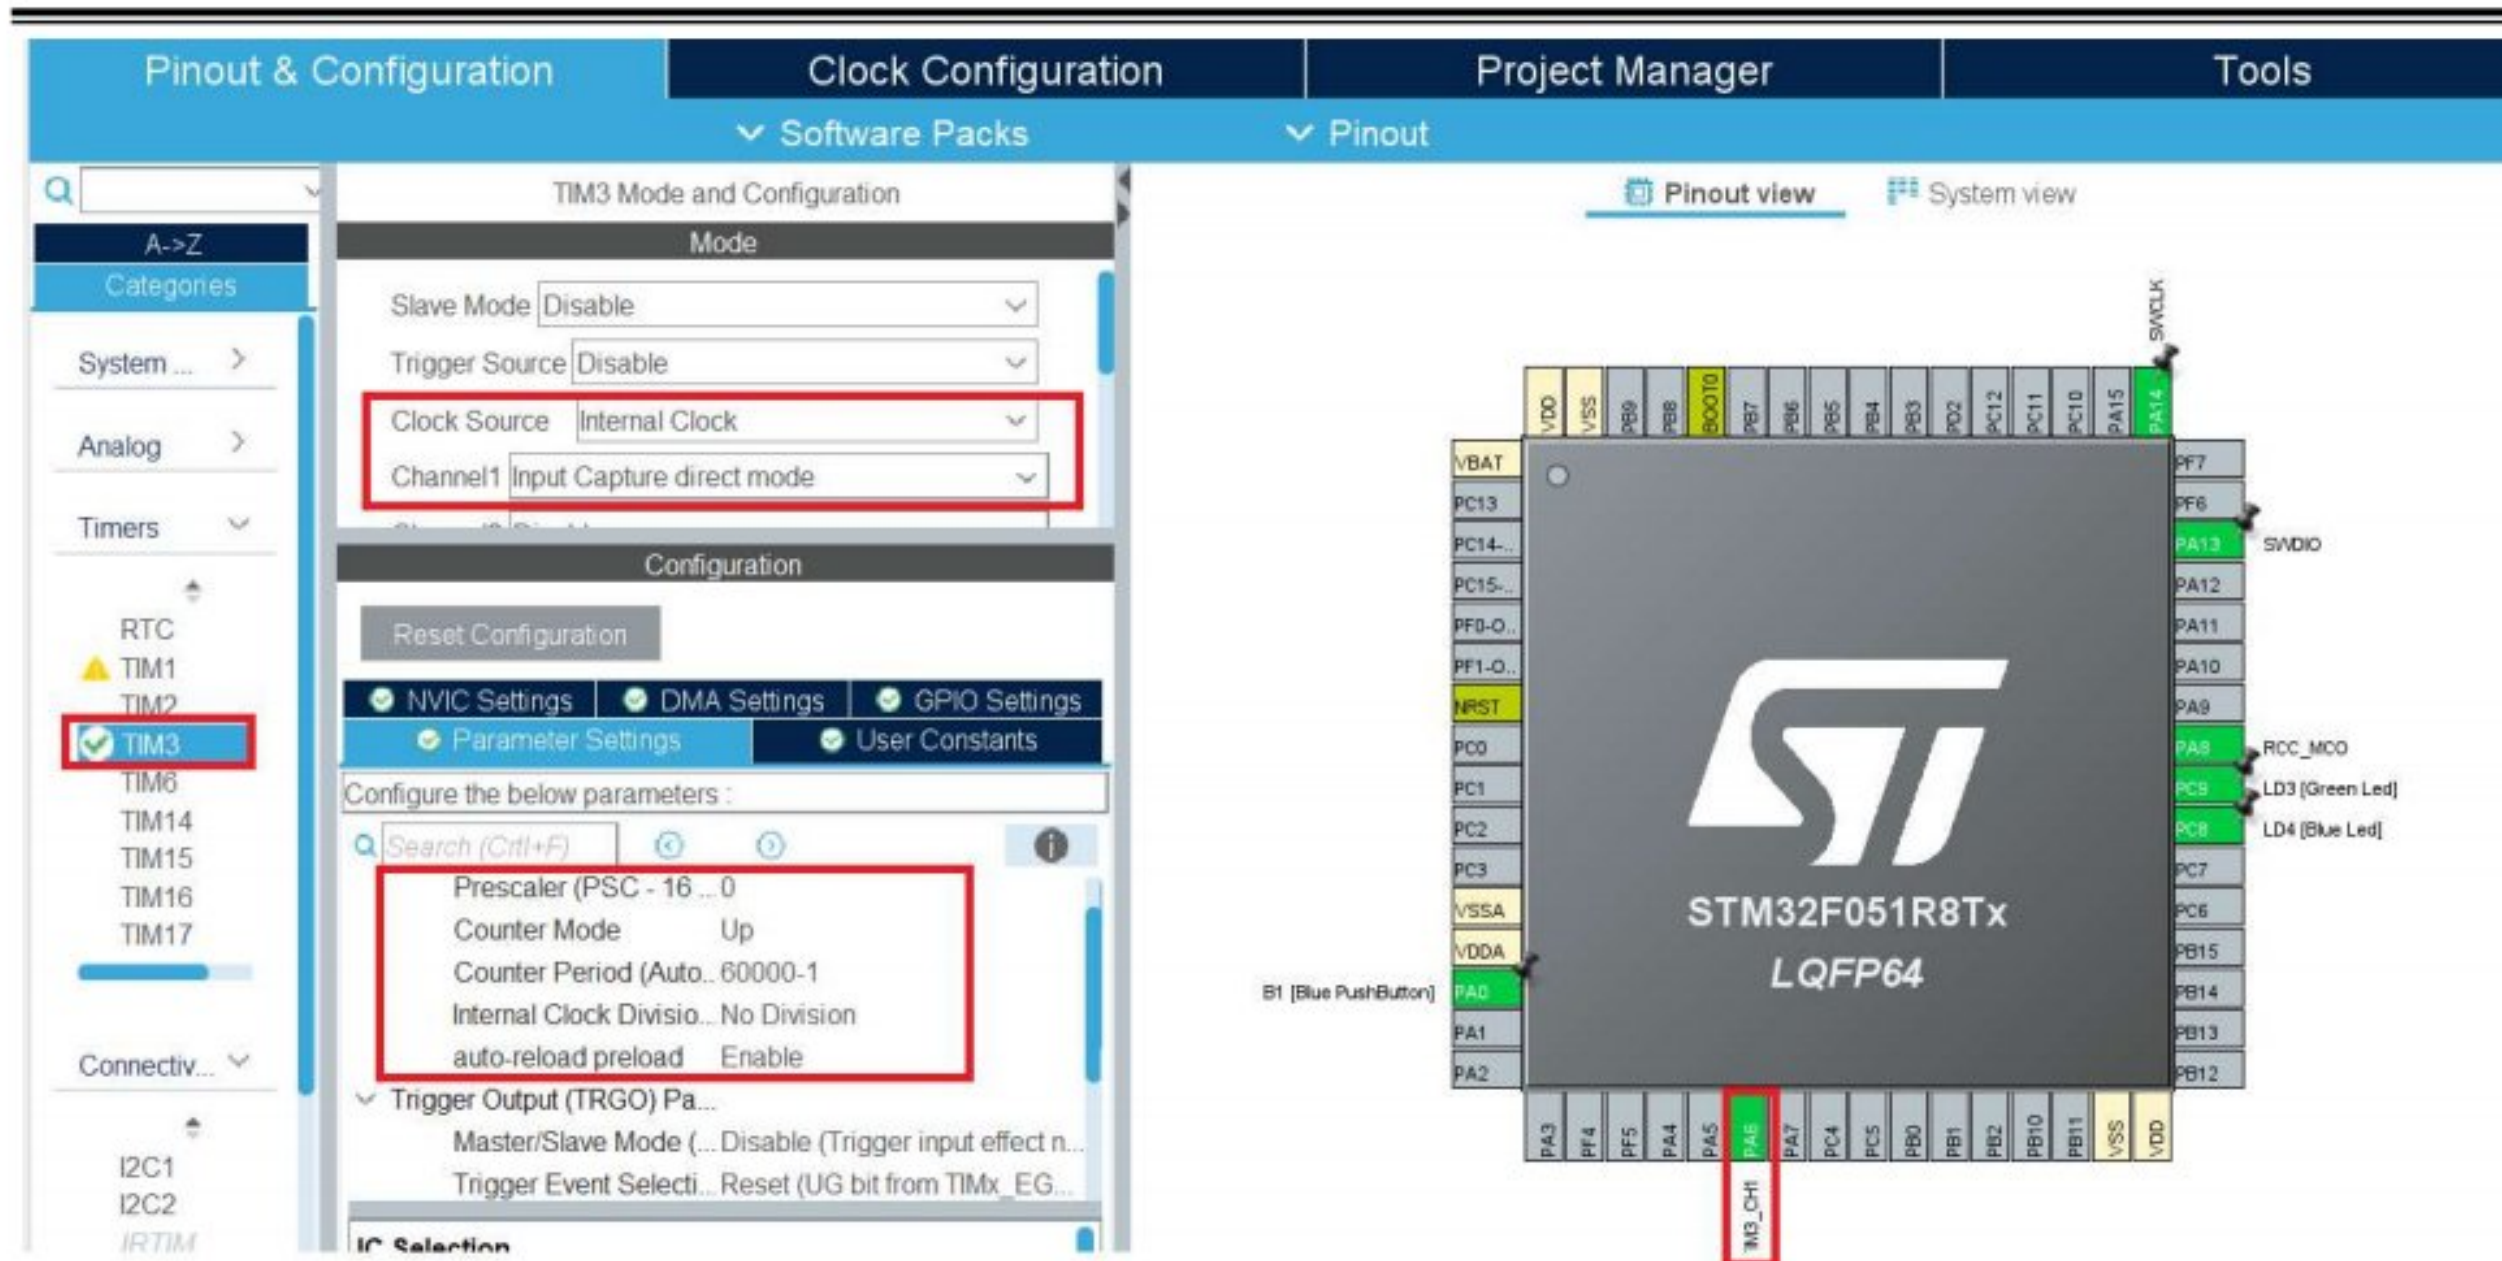 Pinout & Configuration
Clock Configuration
Project Manager
Tools
Software Packs
Pinout
A->Z
Categories
System ...
Analog
Timers
RTC
TIM1
TIM2
TIM3
TIM6
TIM14
TIM15
TIM16
TIM17
Connectiv...
I2C1
I2C2
IRTIM
TIM3 Mode and Configuration
Mode
Slave Mode Disable
Trigger Source Disable
Clock Source Internal Clock
Channel1 Input Capture direct mode
Configuration
Reset Configuration
NVIC Settings
DMA Settings
GPIO Settings
Parameter Settings
User Constants
Configure the below parameters :
Search (Crtl+F)
Prescaler (PSC - 16 ... 0
Counter Mode Up
Counter Period (Auto.. 60000-1
Internal Clock Divisio... No Division
auto-reload preload Enable
Trigger Output (TRGO) Pa...
Master/Slave Mode (... Disable (Trigger input effect n...
Trigger Event Selecti... Reset (UG bit from TIMx_EG...
IC Selection
Pinout view
System view
SWCLK
VDD
VSS
PB9
PB8
BOOT0
PB7
PB6
PB5
PB4
PB3
PD2
PC12
PC11
PC10
PA15
PA14
VBAT
PC13
PC14-..
PC15-..
PF0-O..
PF1-O..
NRST
PC0
PC1
PC2
PC3
VSSA
VDDA
B1 [Blue PushButton]
PA0
PA1
PA2
STM32F051R8Tx
LQFP64
PF7
PF6
PA13 SWDIO
PA12
PA11
PA10
PA9
PA8 RCC_MCO
PC9 LD3 [Green Led]
PC8 LD4 [Blue Led]
PC7
PC6
PB15
PB14
PB13
PB12
PA3
PF4
PF5
PA4
PA5
PA6
PA7
PC4
PC5
PB0
PB1
PB2
PB10
PB11
VSS
VDD
TIM3_CH1